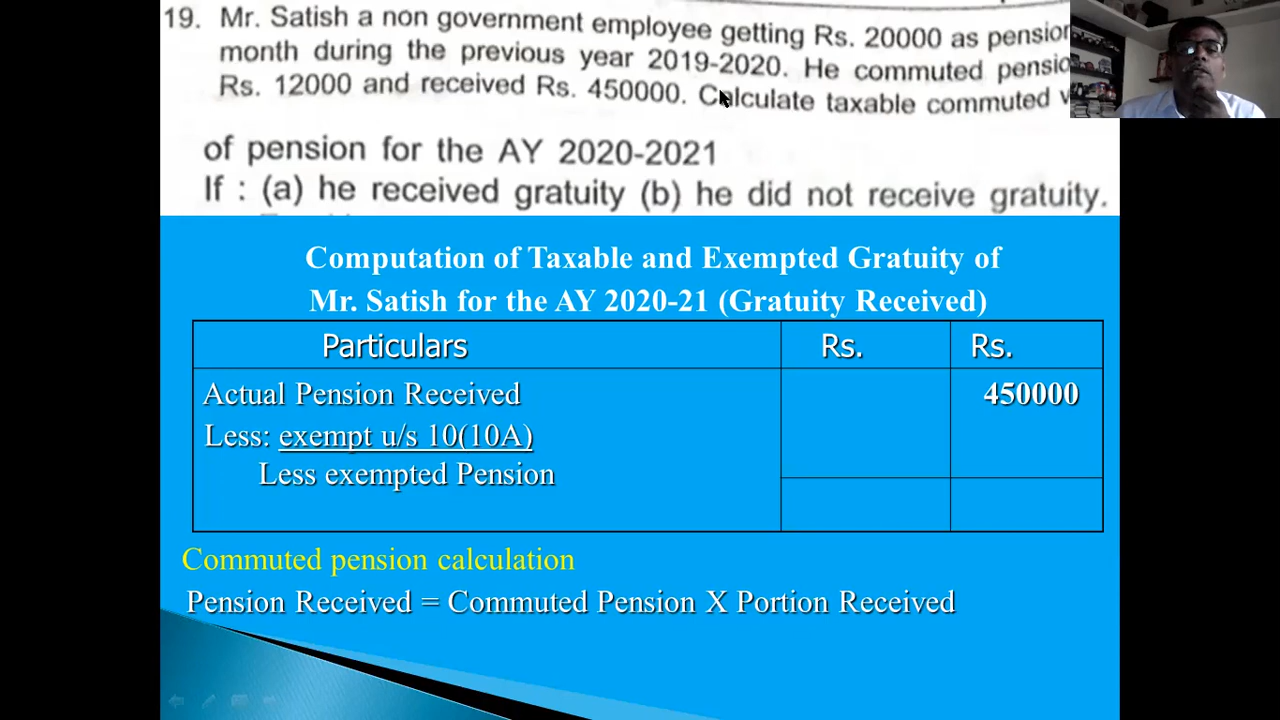 19. Mr. Satish a non government employee getting Rs. 20000 as pension
month during the previous year 2019-2020. He commuted
Rs. 12000 and received Rs. 450000. Calculate taxable commuted
of pension for the AY 2020-2021
If : (a) he received gratuity (b) he did not receive gratuity.
Computation of Taxable and Exempted Gratuity of
Mr. Satish for the AY 2020-21 (Gratuity Received)
Particulars Rs. Rs.
Actual Pension Received 450000
Less: exempt u/s 10(10A)
Less exempted Pension
Commuted pension calculation
Pension Received = Commuted Pension X Portion Received